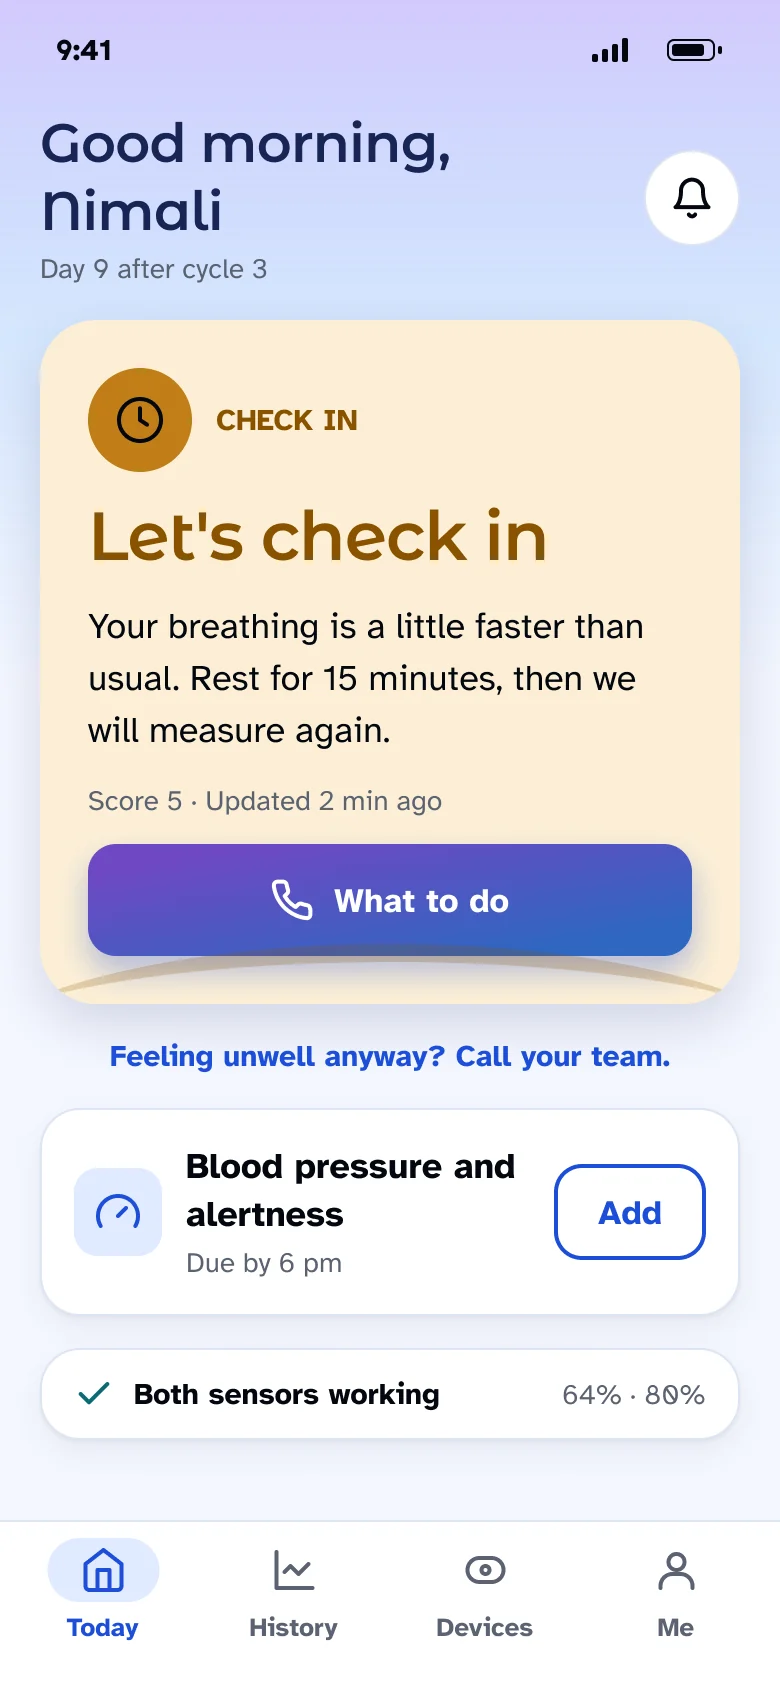 9:41
Good morning,
Nimali
Day 9 after cycle 3
CHECK IN
Let's check in
Your breathing is a little faster than
usual. Rest for 15 minutes, then we
will measure again.
Score 5 · Updated 2 min ago
What to do
Feeling unwell anyway? Call your team.
Blood pressure and
alertness
Due by 6 pm
Add
Both sensors working
64% · 80%
Today
History
Devices
Me